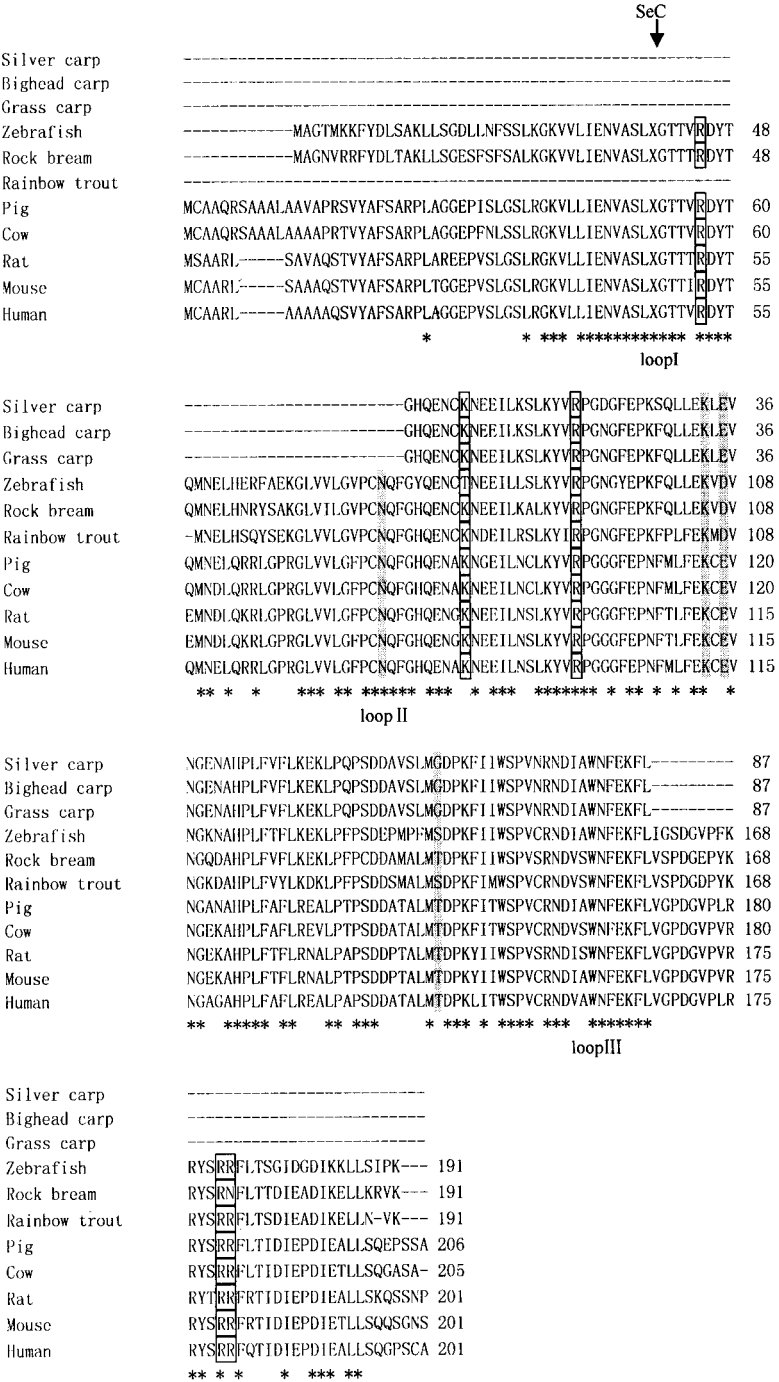 SeC
Silver carp ------------------------------------------------------------
Bighead carp ------------------------------------------------------------
Grass carp ------------------------------------------------------------
Zebrafish ------------MAGTMKKFYDLSAKLLSGDLLNFSSLKGKVVLIENVASLXGTTVRDYT 48
Rock bream ------------MAGNVRRFYDLTAKLLSGESFSFSALKGKVVLIENVASLXGTTTRDYT 48
Rainbow trout ------------------------------------------------------------
Pig MCAAQRSAAALAAVAPRSVYAFSARPLAGGEPISLGSLRGKVLLIENVASLXGTTVRDYT 60
Cow MCAAQRSAAALAAAAPRTVYAFSARPLAGGEPFNLSSLRGKVLLIENVASLXGTTVRDYT 60
Rat MSAARL-----SAVAQSTVYAFSARPLAREEPVSLGSLRGKVLLIENVASLXGTTTRDYT 55
Mouse MCAARL-----SAAAQSTVYAFSARPLTGGEPVSLGSLRGKVLLIENVASLXGTTIRDYT 55
Human MCAARL-----AAAAAQSVYAFSARPLAGGEPVSLGSLRGKVLLIENVASLXGTTVRDYT 55
* * *** ************ ****
loopI
Silver carp ------------------------GHQENCKNEEILKSLKYVRPGDGFEPKSQLLEKLEV 36
Bighead carp ------------------------GHQENCKNEEILKSLKYVRPGNGFEPKFQLLEKLEV 36
Grass carp ------------------------GHQENCKNEEILKSLKYVRPGNGFEPKFQLLEKLEV 36
Zebrafish QMNELHERFAEKGLVVLGVPCNQFGYQENCTNEEILLSLKYVRPGNGYEPKFQLLEKVDV 108
Rock bream QMNELHNRYSAKGLVILGVPCNQFGHQENCKNEEILKALKYVRPGNGFEPKFQLLEKVDV 108
Rainbow trout -MNELHSQYSEKGLVVLGVPCNQFGHQENCKNDEILRSLKYIRPGNGFEPKFPLFEKMDV 108
Pig QMNELQRRLGPRGLVVLGFPCNQFGHQENAKNGEILNCLKYVRPGGGFEPNFMLFEKCEV 120
Cow QMNDLQRRLGPRGLVVLGFPCNQFGHQENAKNEEILNCLKYVRPGGGFEPNFMLFEKCEV 120
Rat EMNDLQKRLGPRGLVVLGFPCNQFGHQENGKNEEILNSLKYVRPGGGFEPNFTLFEKCEV 115
Mouse EMNDLQKRLGPRGLVVLGFPCNQFGHQENGKNEEILNSLKYVRPGGGFEPNFTLFEKCEV 115
Human QMNELQRRLGPRGLVVLGFPCNQFGHQENAKNEEILNSLKYVRPGGGFEPNFMLFEKCEV 115
** * * *** ** ****** *** * *** ******* * ** * * ** *
loop II
Silver carp NGENAHPLFVFLKEKLPQPSDDAVSLMGDPKFIIWSPVNRNDIAWNFEKFL--------- 87
Bighead carp NGENAHPLFVFLKEKLPQPSDDAVSLMGDPKFIIWSPVNRNDIAWNFEKFL--------- 87
Grass carp NGENAHPLFVFLKEKLPQPSDDAVSLMGDPKFIIWSPVNRNDIAWNFEKFL--------- 87
Zebrafish NGKNAHPLFTFLKEKLPFPSDEPMPFMSDPKFIIWSPVCRNDIAWNFEKFLIGSDGVPFK 168
Rock bream NGQDAHPLFVFLKEKLPFPCDDAMALMTDPKFIIWSPVSRNDVSWNFEKFLVSPDGEPYK 168
Rainbow trout NGKDAHPLFVYLKDKLPFPSDDSMALMSDPKFIMWSPVCRNDVSWNFEKFLVSPDGDPYK 168
Pig NGANAHPLFAFLREALPTPSDDATALMTDPKFITWSPVCRNDIAWNFEKFLVGPDGVPLR 180
Cow NGEKAHPLFAFLREVLPTPSDDATALMTDPKFITWSPVCRNDVSWNFEKFLVGPDGVPVR 180
Rat NGEKAHPLFTFLRNALPAPSDDPTALMTDPKYIIWSPVCRNDISWNFEKFLVGPDGVPVR 175
Mouse NGEKAHPLFTFLRNALPTPSDDPTALMTDPKYIIWSPVCRNDISWNFEKFLVGPDGVPVR 175
Human NGAGAHPLFAFLREALPAPSDDATALMTDPKLITWSPVCRNDVAWNFEKFLVGPDGVPLR 175
** ***** ** ** *** * *** * **** *** *******
loopIII
Silver carp --------------------------
Bighead carp --------------------------
Grass carp --------------------------
Zebrafish RYSRRFLTSGIDGDIKKLLSIPK--- 191
Rock bream RYSRNFLTTDIEADIKELLKRVK--- 191
Rainbow trout RYSRRFLTSDIEADIKELLN-VK--- 191
Pig RYSRRFLTIDIEPDIEALLSQEPSSA 206
Cow RYSRRFLTIDIEPDIETLLSQGASA- 205
Rat RYTRRFRTIDIEPDIEALLSKQSSNP 201
Mouse RYSRRFRTIDIEPDIETLLSQQSGNS 201
Human RYSRRFQTIDIEPDIEALLSQGPSCA 201
** * * * *** **